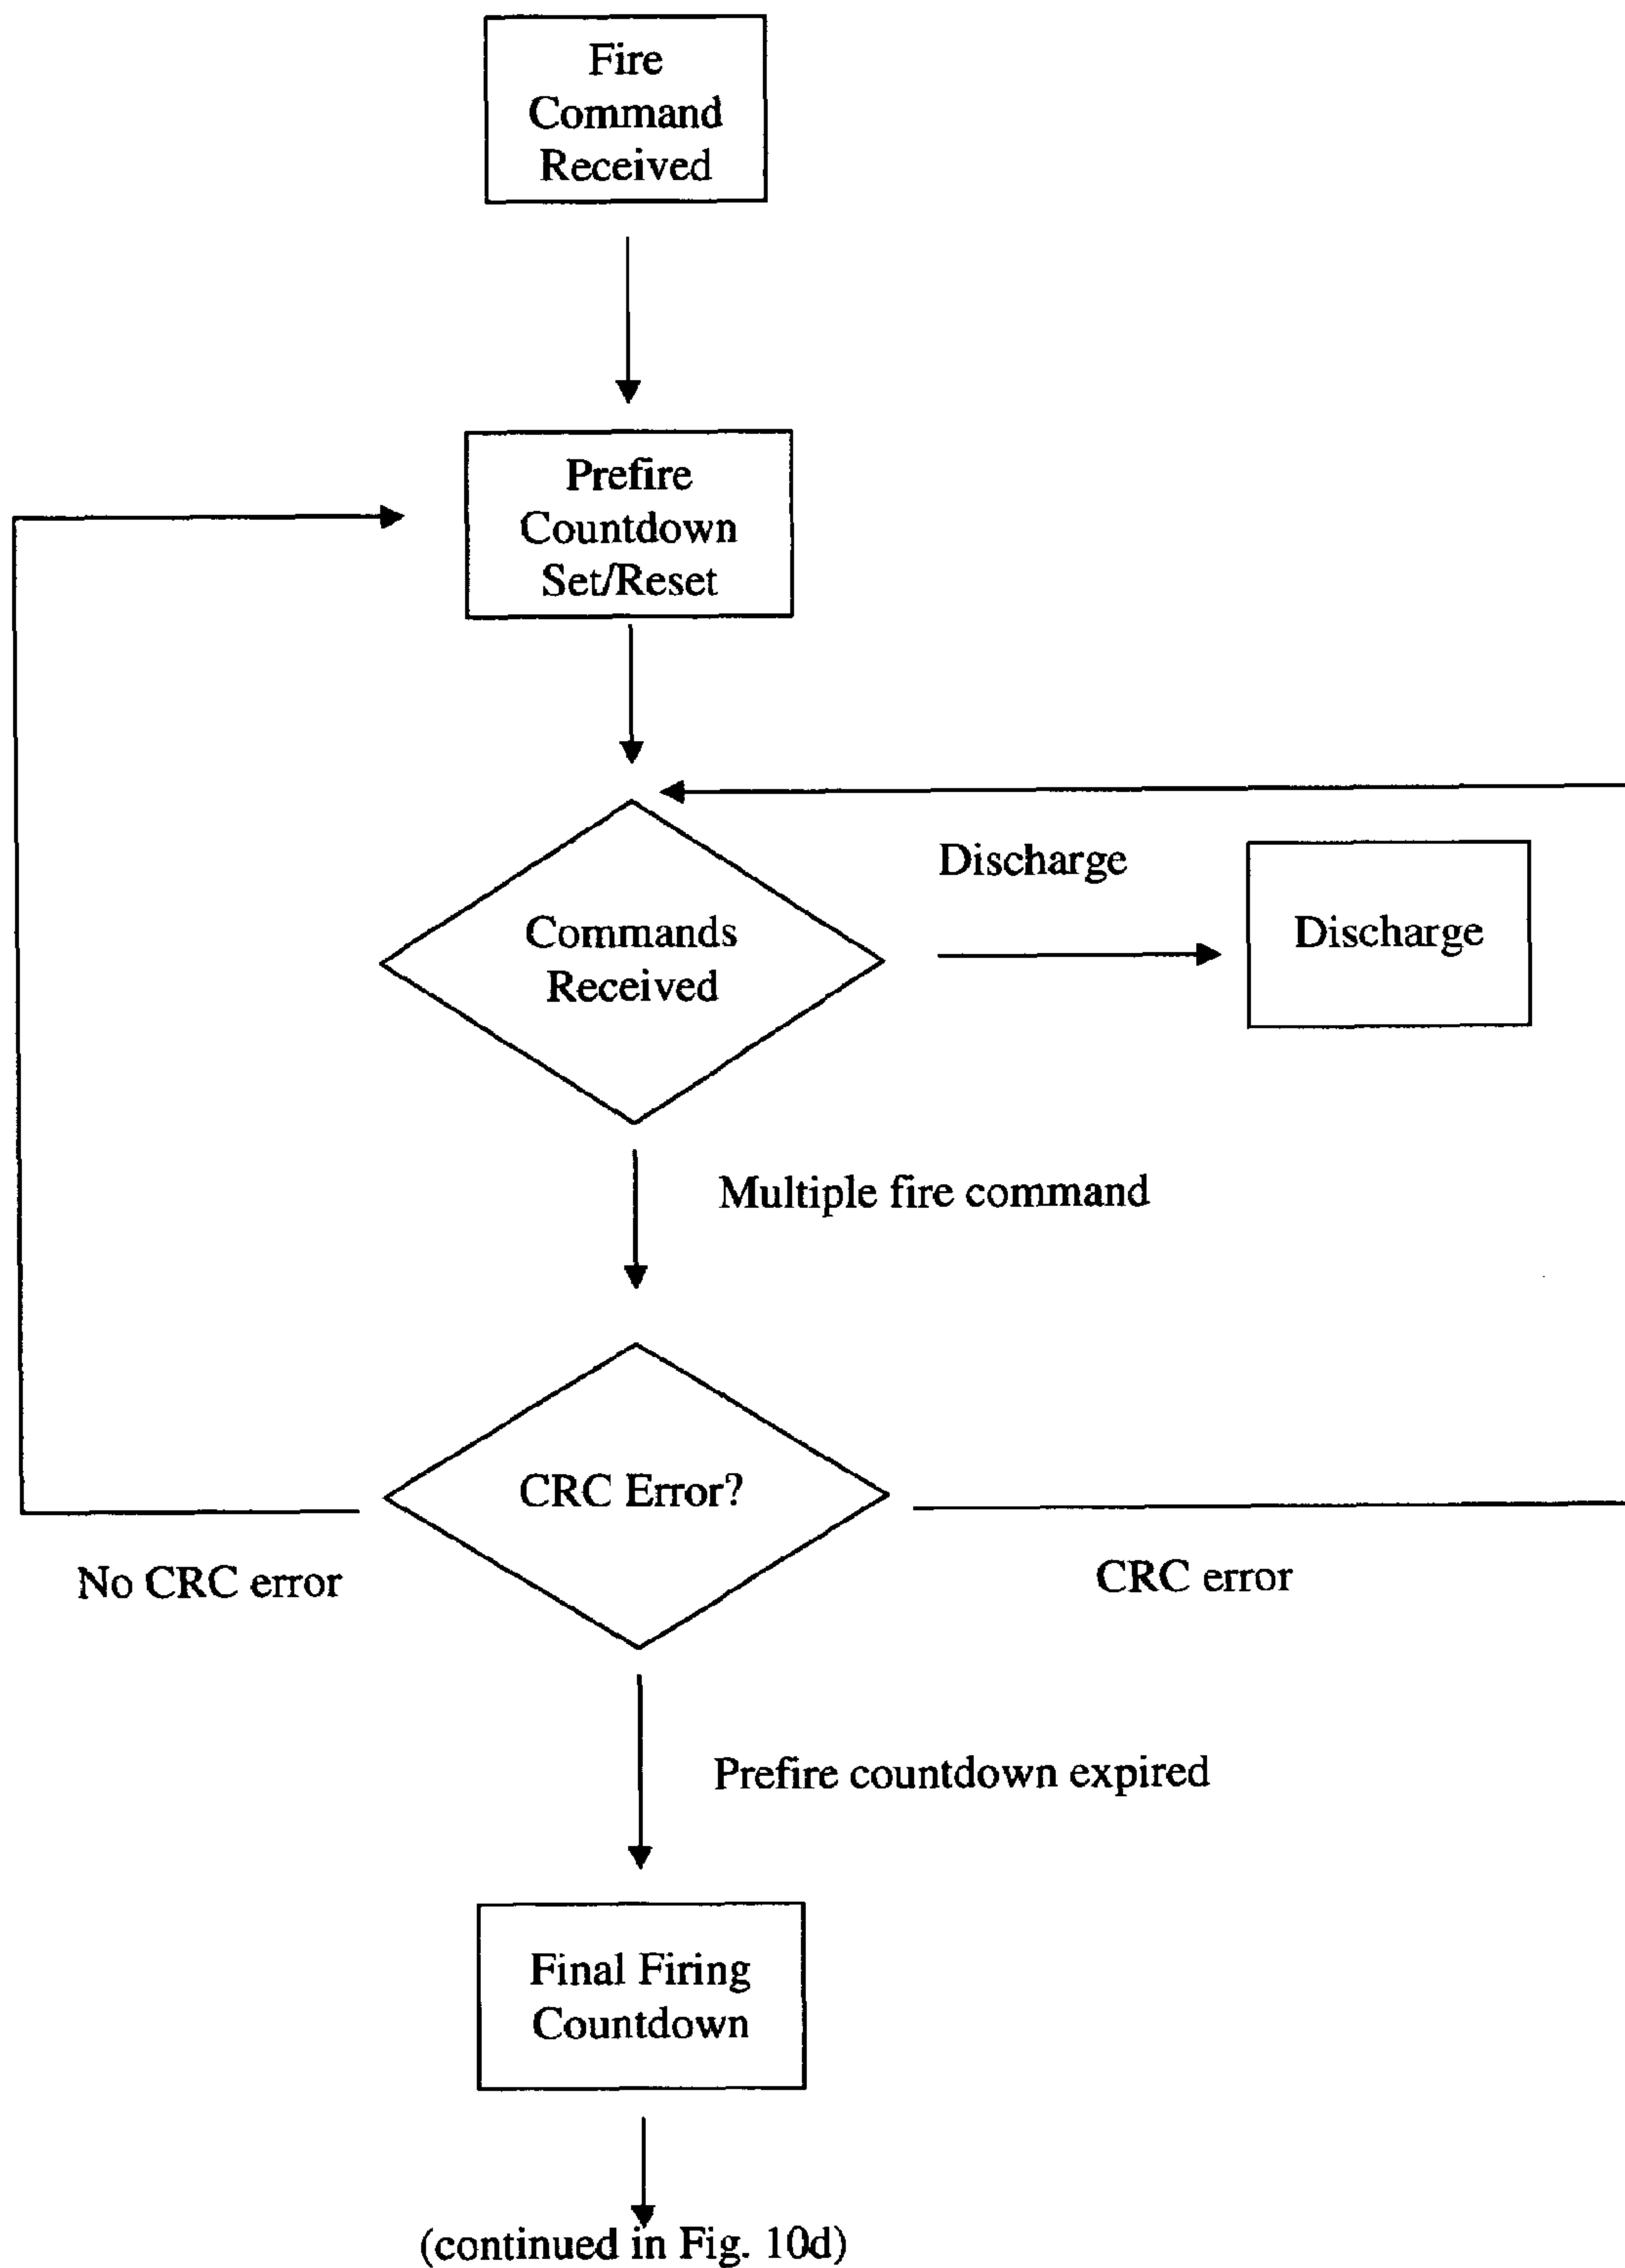 Fire
Command
Received
Prefire
Countdown
Set/Reset
Discharge
Commands
Received
Discharge
Multiple fire command
CRC Error?
No CRC error
CRC error
Prefire countdown expired
Final Firing
Countdown
(continued in Fig. 10d)